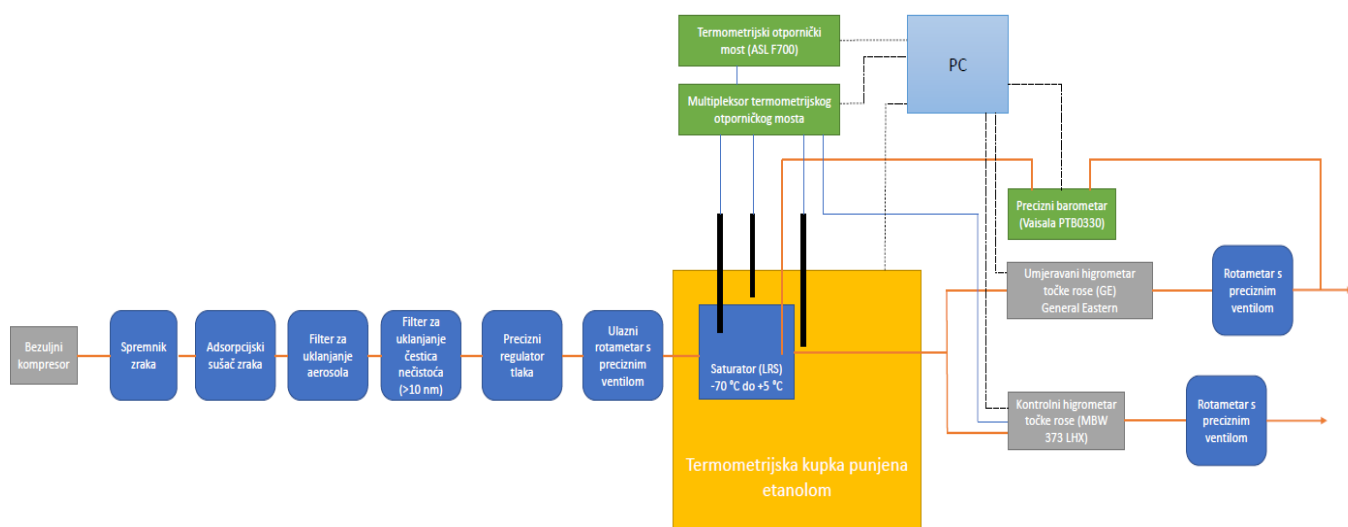 Termometrijski otpornički
most (ASL F700)
PC
Multipleksor termometrijskog
otporničkog mosta
Precizni barometar
(Vaisala PTB0330)
Bezuljni
kompresor
Spremnik
zraka
Adsorpcijski
sušač zraka
Filter za
uklanjanje
aerosola
Filter za
uklanjanje
čestica
nečistoća
(>10 nm)
Precizni
regulator
tlaka
Ulazni
rotametar s
preciznim
ventilom
Saturator (LRS)
-70 °C do +5 °C
Termometrijska kupka punjena
etanolom
Umjeravani higrometar
točke rose (GE)
General Eastern
Rotametar s
preciznim
ventilom
Kontrolni higrometar
točke rose (MBW
373 LHX)
Rotametar s
preciznim
ventilom